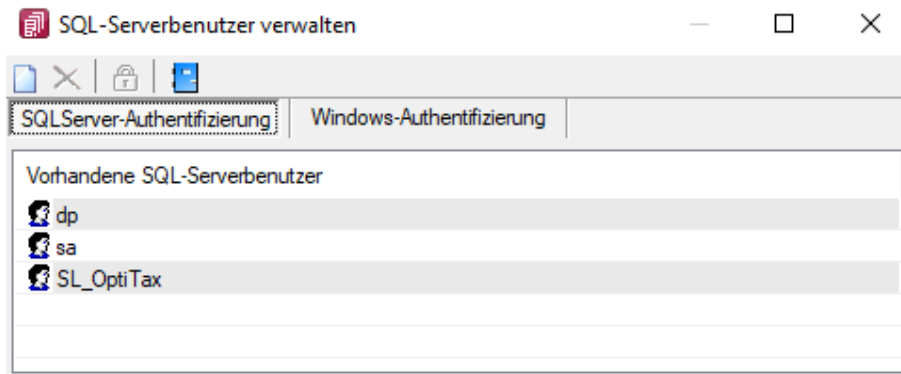 SQL-Serverbenutzer verwalten
SQLServer-Authentifizierung Windows-Authentifizierung
Vorhandene SQL-Serverbenutzer
dp
sa
SL_OptiTax